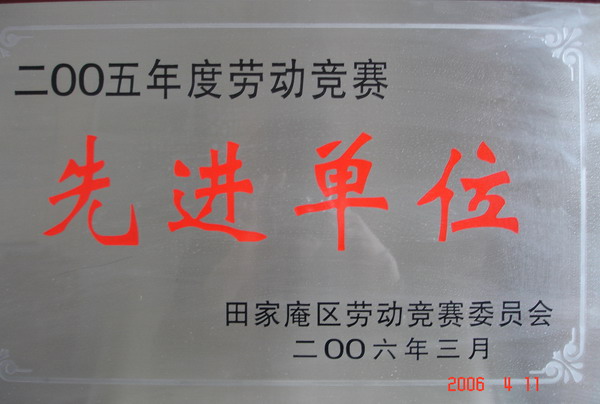 二OO五年度劳动竞赛
先进单位
田家庵区劳动竞赛委员会
二OO六年三月
2006 4 11